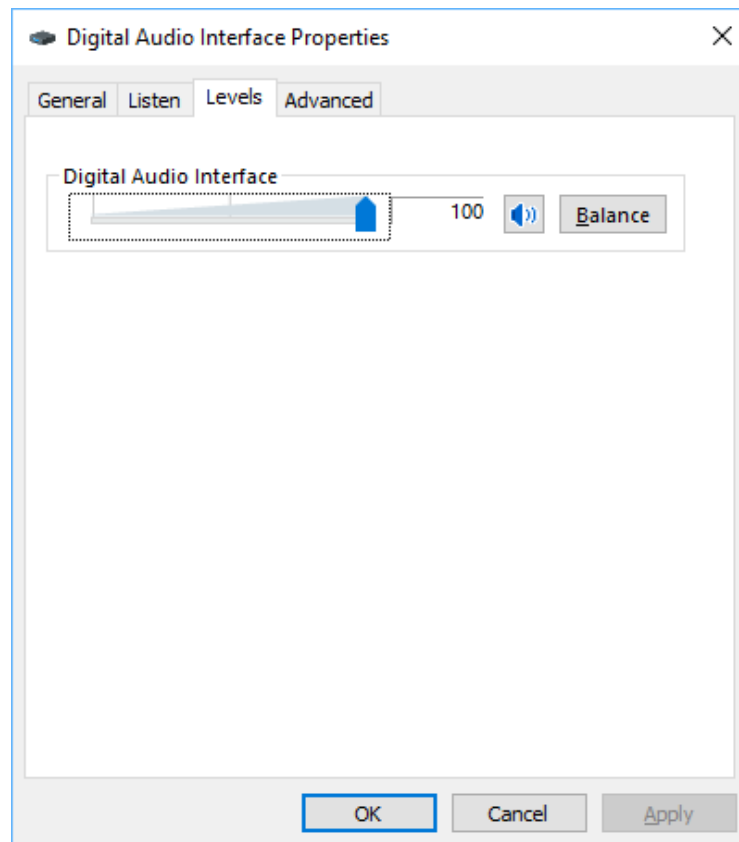 Digital Audio Interface Properties
General Listen Levels Advanced
Digital Audio Interface
100 Balance
OK Cancel Apply